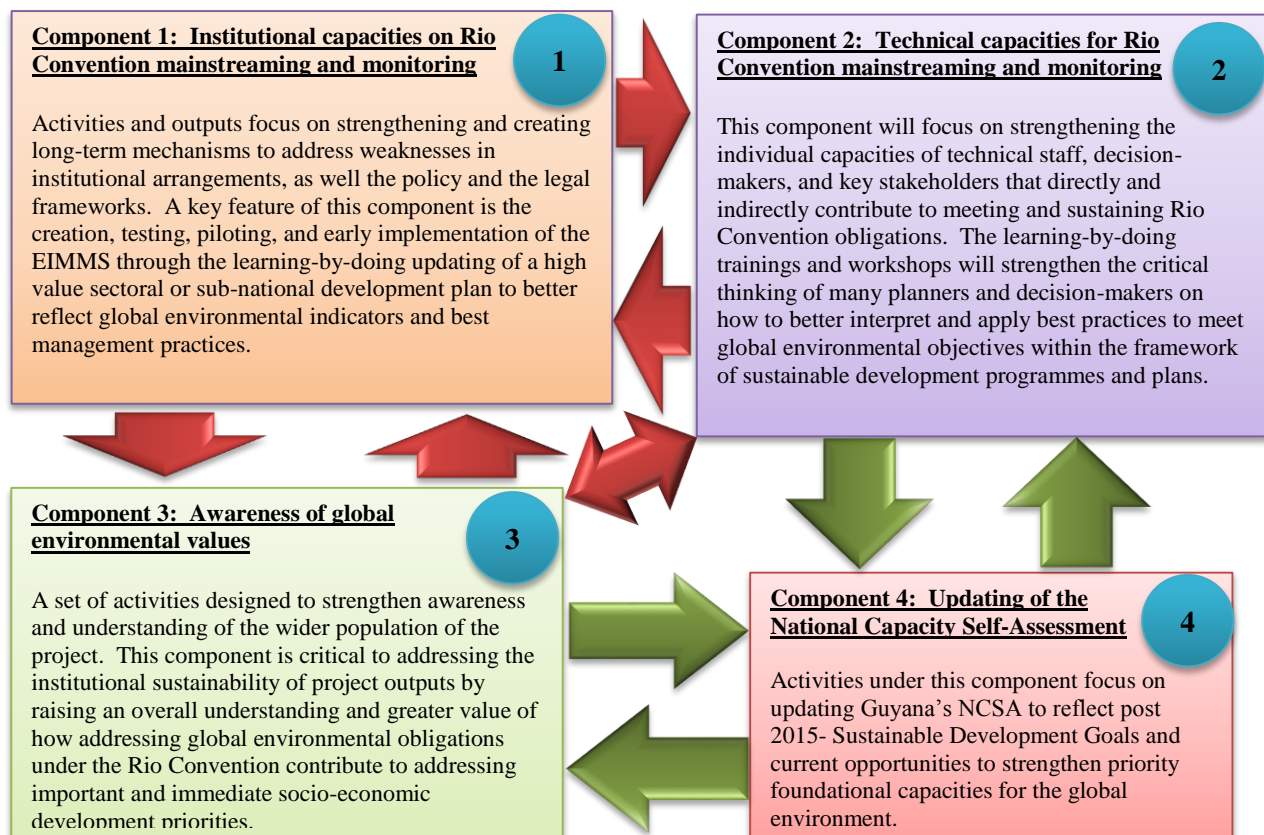 Component 1:  Institutional capacities on Rio
Convention mainstreaming and monitoring
1
Activities and outputs focus on strengthening and creating
long-term mechanisms to address weaknesses in
institutional arrangements, as well the policy and the legal
frameworks.  A key feature of this component is the
creation, testing, piloting, and early implementation of the
EIMMS through the learning-by-doing updating of a high
value sectoral or sub-national development plan to better
reflect global environmental indicators and best
management practices.
Component 2:  Technical capacities for Rio
Convention mainstreaming and monitoring
2
This component will focus on strengthening the
individual capacities of technical staff, decision-
makers, and key stakeholders that directly and
indirectly contribute to meeting and sustaining Rio
Convention obligations.  The learning-by-doing
trainings and workshops will strengthen the critical
thinking of many planners and decision-makers on
how to better interpret and apply best practices to meet
global environmental objectives within the framework
of sustainable development programmes and plans.
Component 3:  Awareness of global
environmental values
3
A set of activities designed to strengthen awareness
and understanding of the wider population of the
project.  This component is critical to addressing the
institutional sustainability of project outputs by
raising an overall understanding and greater value of
how addressing global environmental obligations
under the Rio Convention contribute to addressing
important and immediate socio-economic
development priorities.
Component 4:  Updating of the
National Capacity Self-Assessment
4
Activities under this component focus on
updating Guyana’s NCSA to reflect post
2015- Sustainable Development Goals and
current opportunities to strengthen priority
foundational capacities for the global
environment.